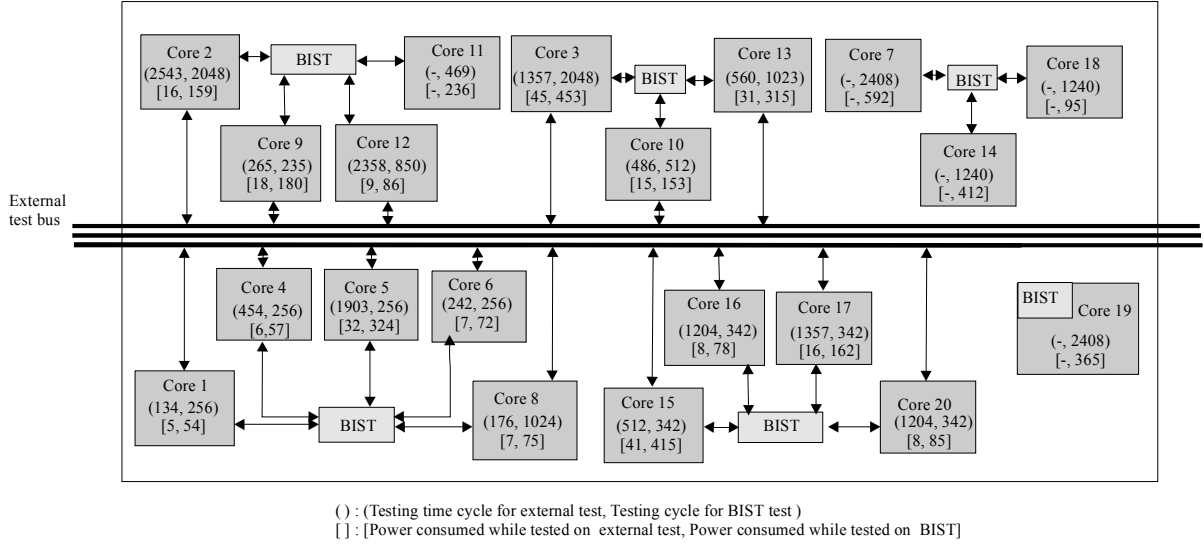 Core 2
(2543, 2048)
[16, 159]
BIST
Core 11
(-, 469)
[-, 236]
Core 3
(1357, 2048)
[45, 453]
BIST
Core 13
(560, 1023)
[31, 315]
Core 7
(-, 2408)
[-, 592]
BIST
Core 18
(-, 1240)
[-, 95]
Core 9
(265, 235)
[18, 180]
Core 12
(2358, 850)
[9, 86]
Core 10
(486, 512)
[15, 153]
Core 14
(-, 1240)
[-, 412]
External
test bus
Core 4
(454, 256)
[6,57]
Core 5
(1903, 256)
[32, 324]
Core 6
(242, 256)
[7, 72]
Core 16
(1204, 342)
[8, 78]
Core 17
(1357, 342)
[16, 162]
BIST
Core 19
(-, 2408)
[-, 365]
Core 1
(134, 256)
[5, 54]
BIST
Core 8
(176, 1024)
[7, 75]
Core 15
(512, 342)
[41, 415]
BIST
Core 20
(1204, 342)
[8, 85]
( ) : (Testing time cycle for external test, Testing cycle for BIST test )
[ ] : [Power consumed while tested on external test, Power consumed while tested on BIST]